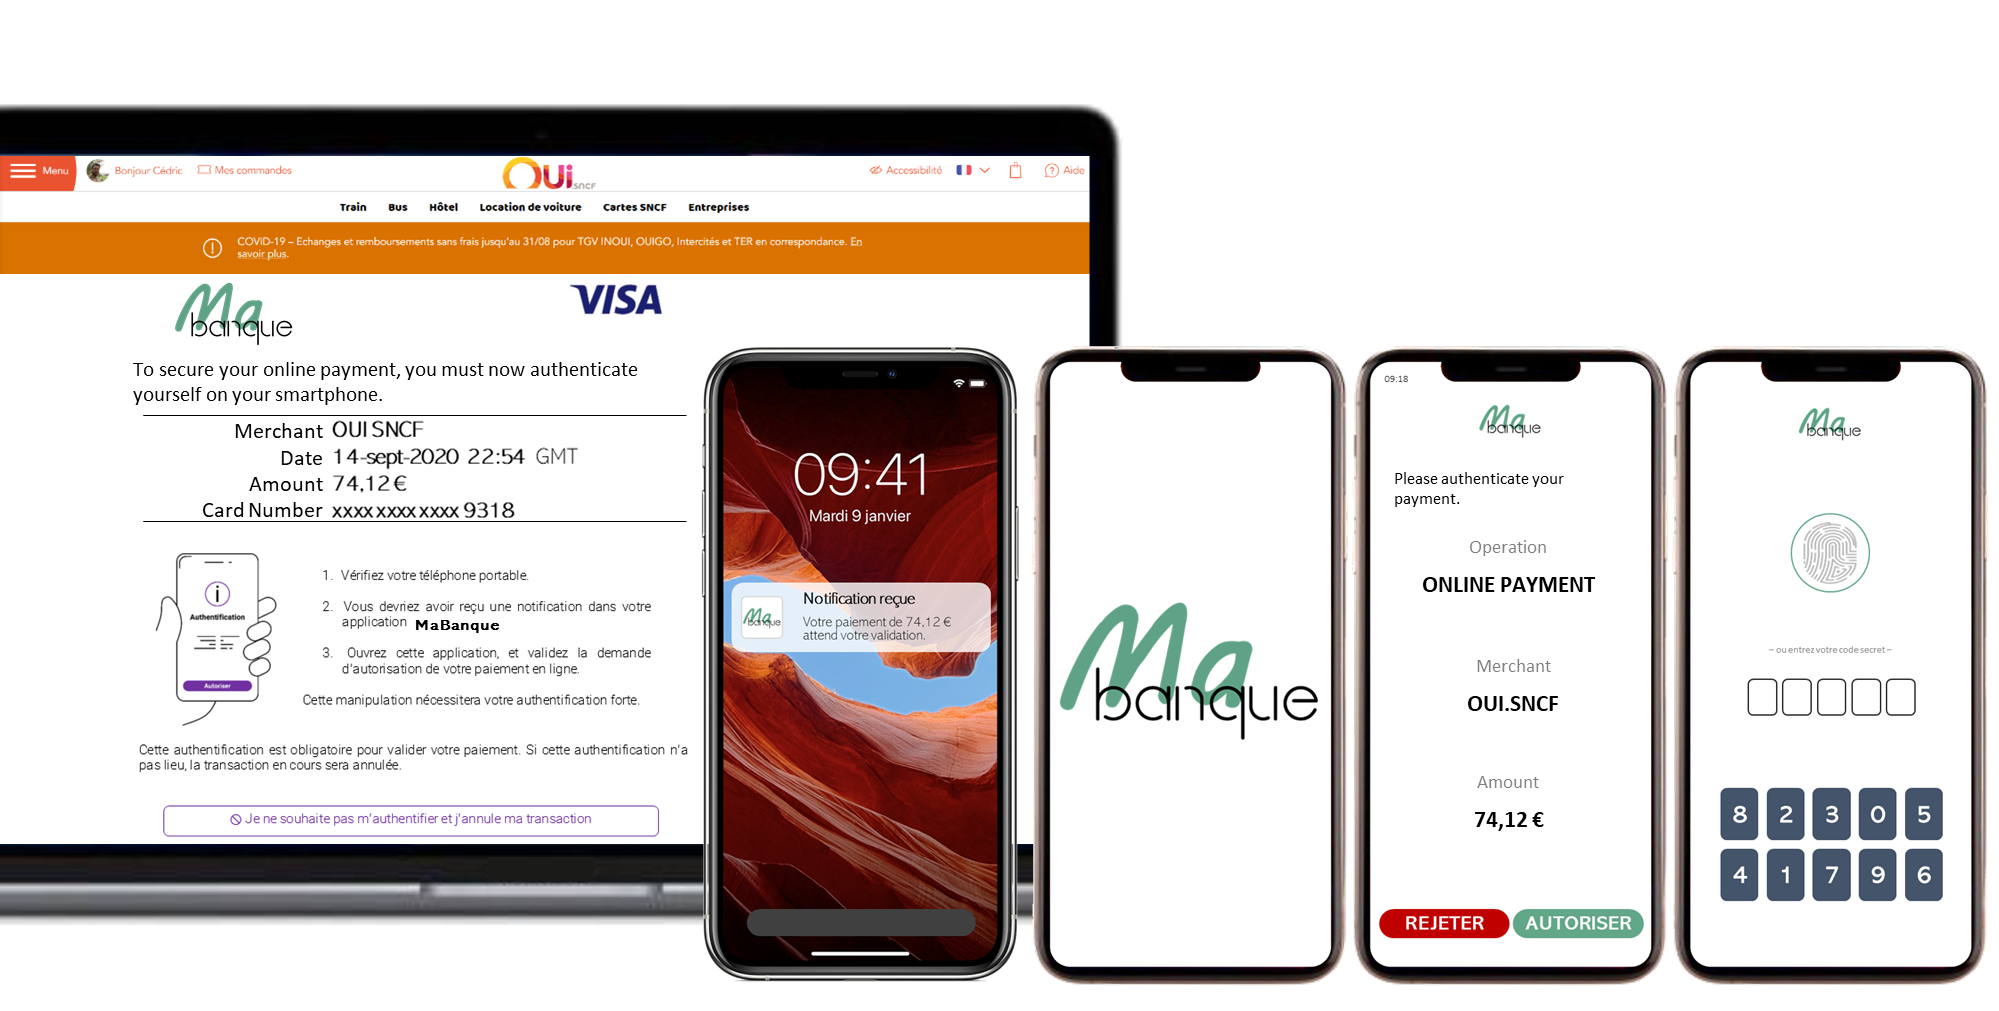 Menu
Bonjour Cédric
Mes commandes
OUi.sncf
Accessibilité
Aide
Train Bus Hôtel Location de voiture Cartes SNCF Entreprises
COVID-19 – Echanges et remboursements sans frais jusqu'au 31/08 pour TGV INOUI, OUIGO, Intercités et TER en correspondance. En
savoir plus.
Ma
banque
VISA
To secure your online payment, you must now authenticate
yourself on your smartphone.
Merchant OUI SNCF
Date 14-sept-2020 22:54 GMT
Amount 74,12 €
Card Number xxxx xxxx xxxx 9318
Authentification
Autoriser
1. Vérifiez votre téléphone portable.
2. Vous devriez avoir reçu une notification dans votre
application MaBanque
3. Ouvrez cette application, et validez la demande
d'autorisation de votre paiement en ligne.
Cette manipulation nécessitera votre authentification forte.
Cette authentification est obligatoire pour valider votre paiement. Si cette authentification n'a
pas lieu, la transaction en cours sera annulée.
Je ne souhaite pas m'authentifier et j'annule ma transaction
09:41
Mardi 9 janvier
Ma
banque
Notification reçue
Votre paiement de 74,12 €
attend votre validation.
Ma
banque
09:18
Ma
banque
Please authenticate your
payment.
Operation
ONLINE PAYMENT
Merchant
OUI.SNCF
Amount
74,12 €
REJETER AUTORISER
Ma
banque
– ou entrez votre code secret –
8 2 3 0 5
4 1 7 9 6